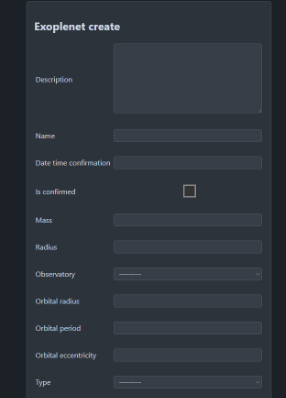 Exoplenet create
Description
Name
Date time confirmation
Is confirmed
Mass
Radius
Observatory
---------
Orbital radius
Orbital period
Orbital eccentricity
Type
---------